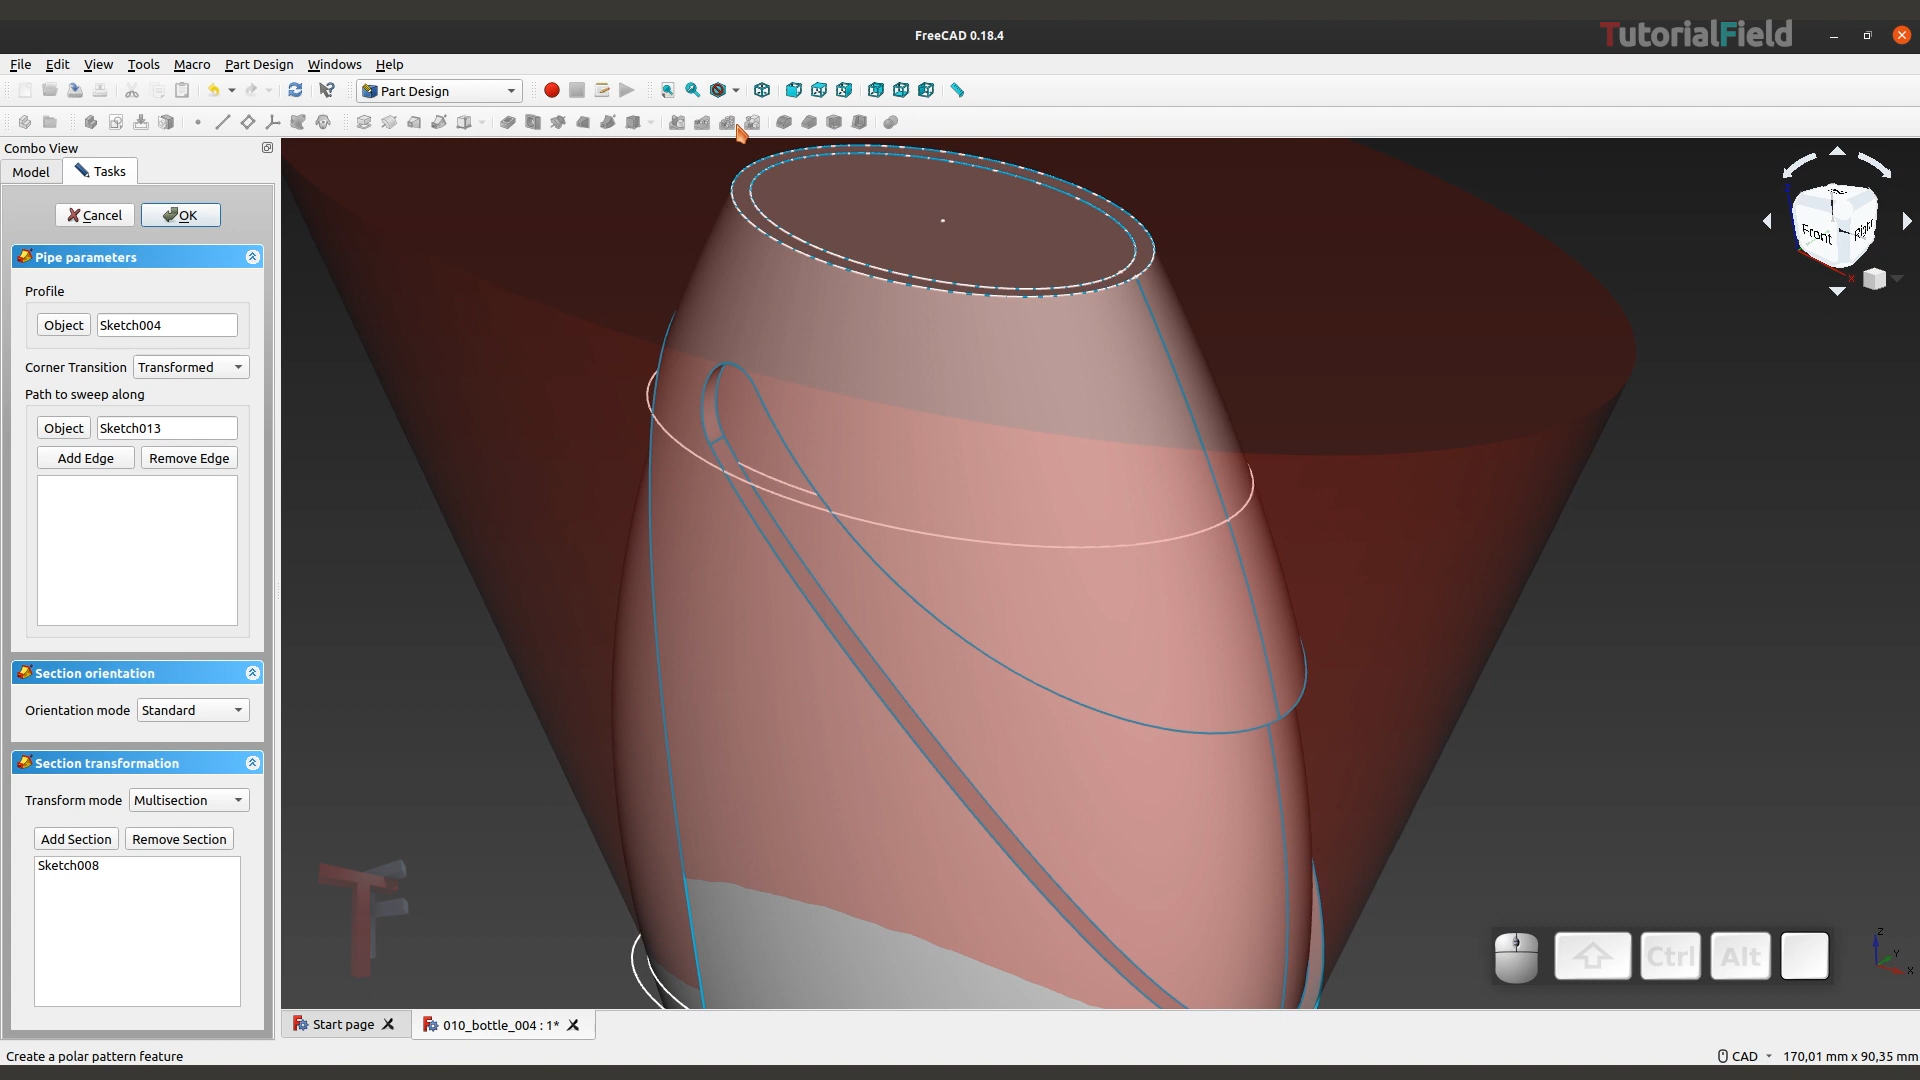 TutorialField
FreeCAD 0.18.4
File Edit View Tools Macro Part Design Windows Help
Part Design
Combo View
Model Tasks
Cancel OK
Pipe parameters
Profile
Object Sketch004
Corner Transition Transformed
Path to sweep along
Object Sketch013
Add Edge Remove Edge
Section orientation
Orientation mode Standard
Section transformation
Transform mode Multisection
Add Section Remove Section
Sketch008
Front Right
X
Ctrl Alt
Z
Y
X
Start page 010_bottle_004 : 1*
Create a polar pattern feature
CAD 170,01 mm x 90,35 mm